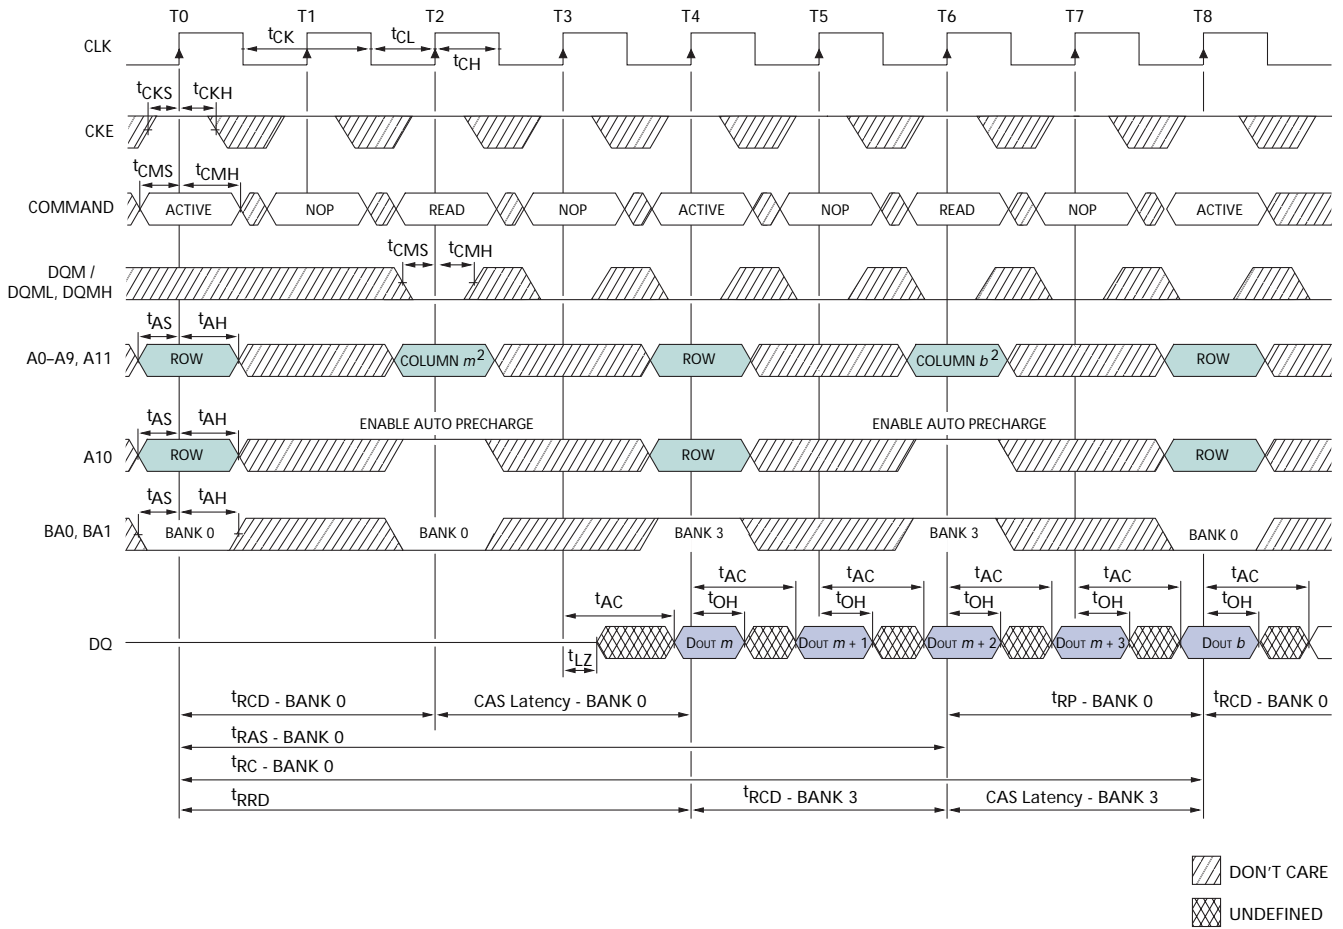 T0 T1 T2 T3 T4 T5 T6 T7 T8
CLK
tCK tCL
tCH
tCKS tCKH
CKE
tCMS tCMH
COMMAND ACTIVE NOP READ NOP ACTIVE NOP READ NOP ACTIVE
tCMS tCMH
DQM /
DQML, DQMH
tAS tAH
A0–A9, A11 ROW COLUMN m2 ROW COLUMN b2 ROW
tAS tAH ENABLE AUTO PRECHARGE ENABLE AUTO PRECHARGE
A10 ROW ROW ROW
tAS tAH
BA0, BA1 BANK 0 BANK 0 BANK 3 BANK 3 BANK 0
tAC tAC tAC tAC tAC
tAC tOH tOH tOH tOH tOH
DQ DOUT m DOUT m + 1 DOUT m + 2 DOUT m + 3 DOUT b
tLZ
tRCD - BANK 0 CAS Latency - BANK 0 tRP - BANK 0 tRCD - BANK 0
tRAS - BANK 0
tRC - BANK 0
tRRD tRCD - BANK 3 CAS Latency - BANK 3
DON'T CARE
UNDEFINED